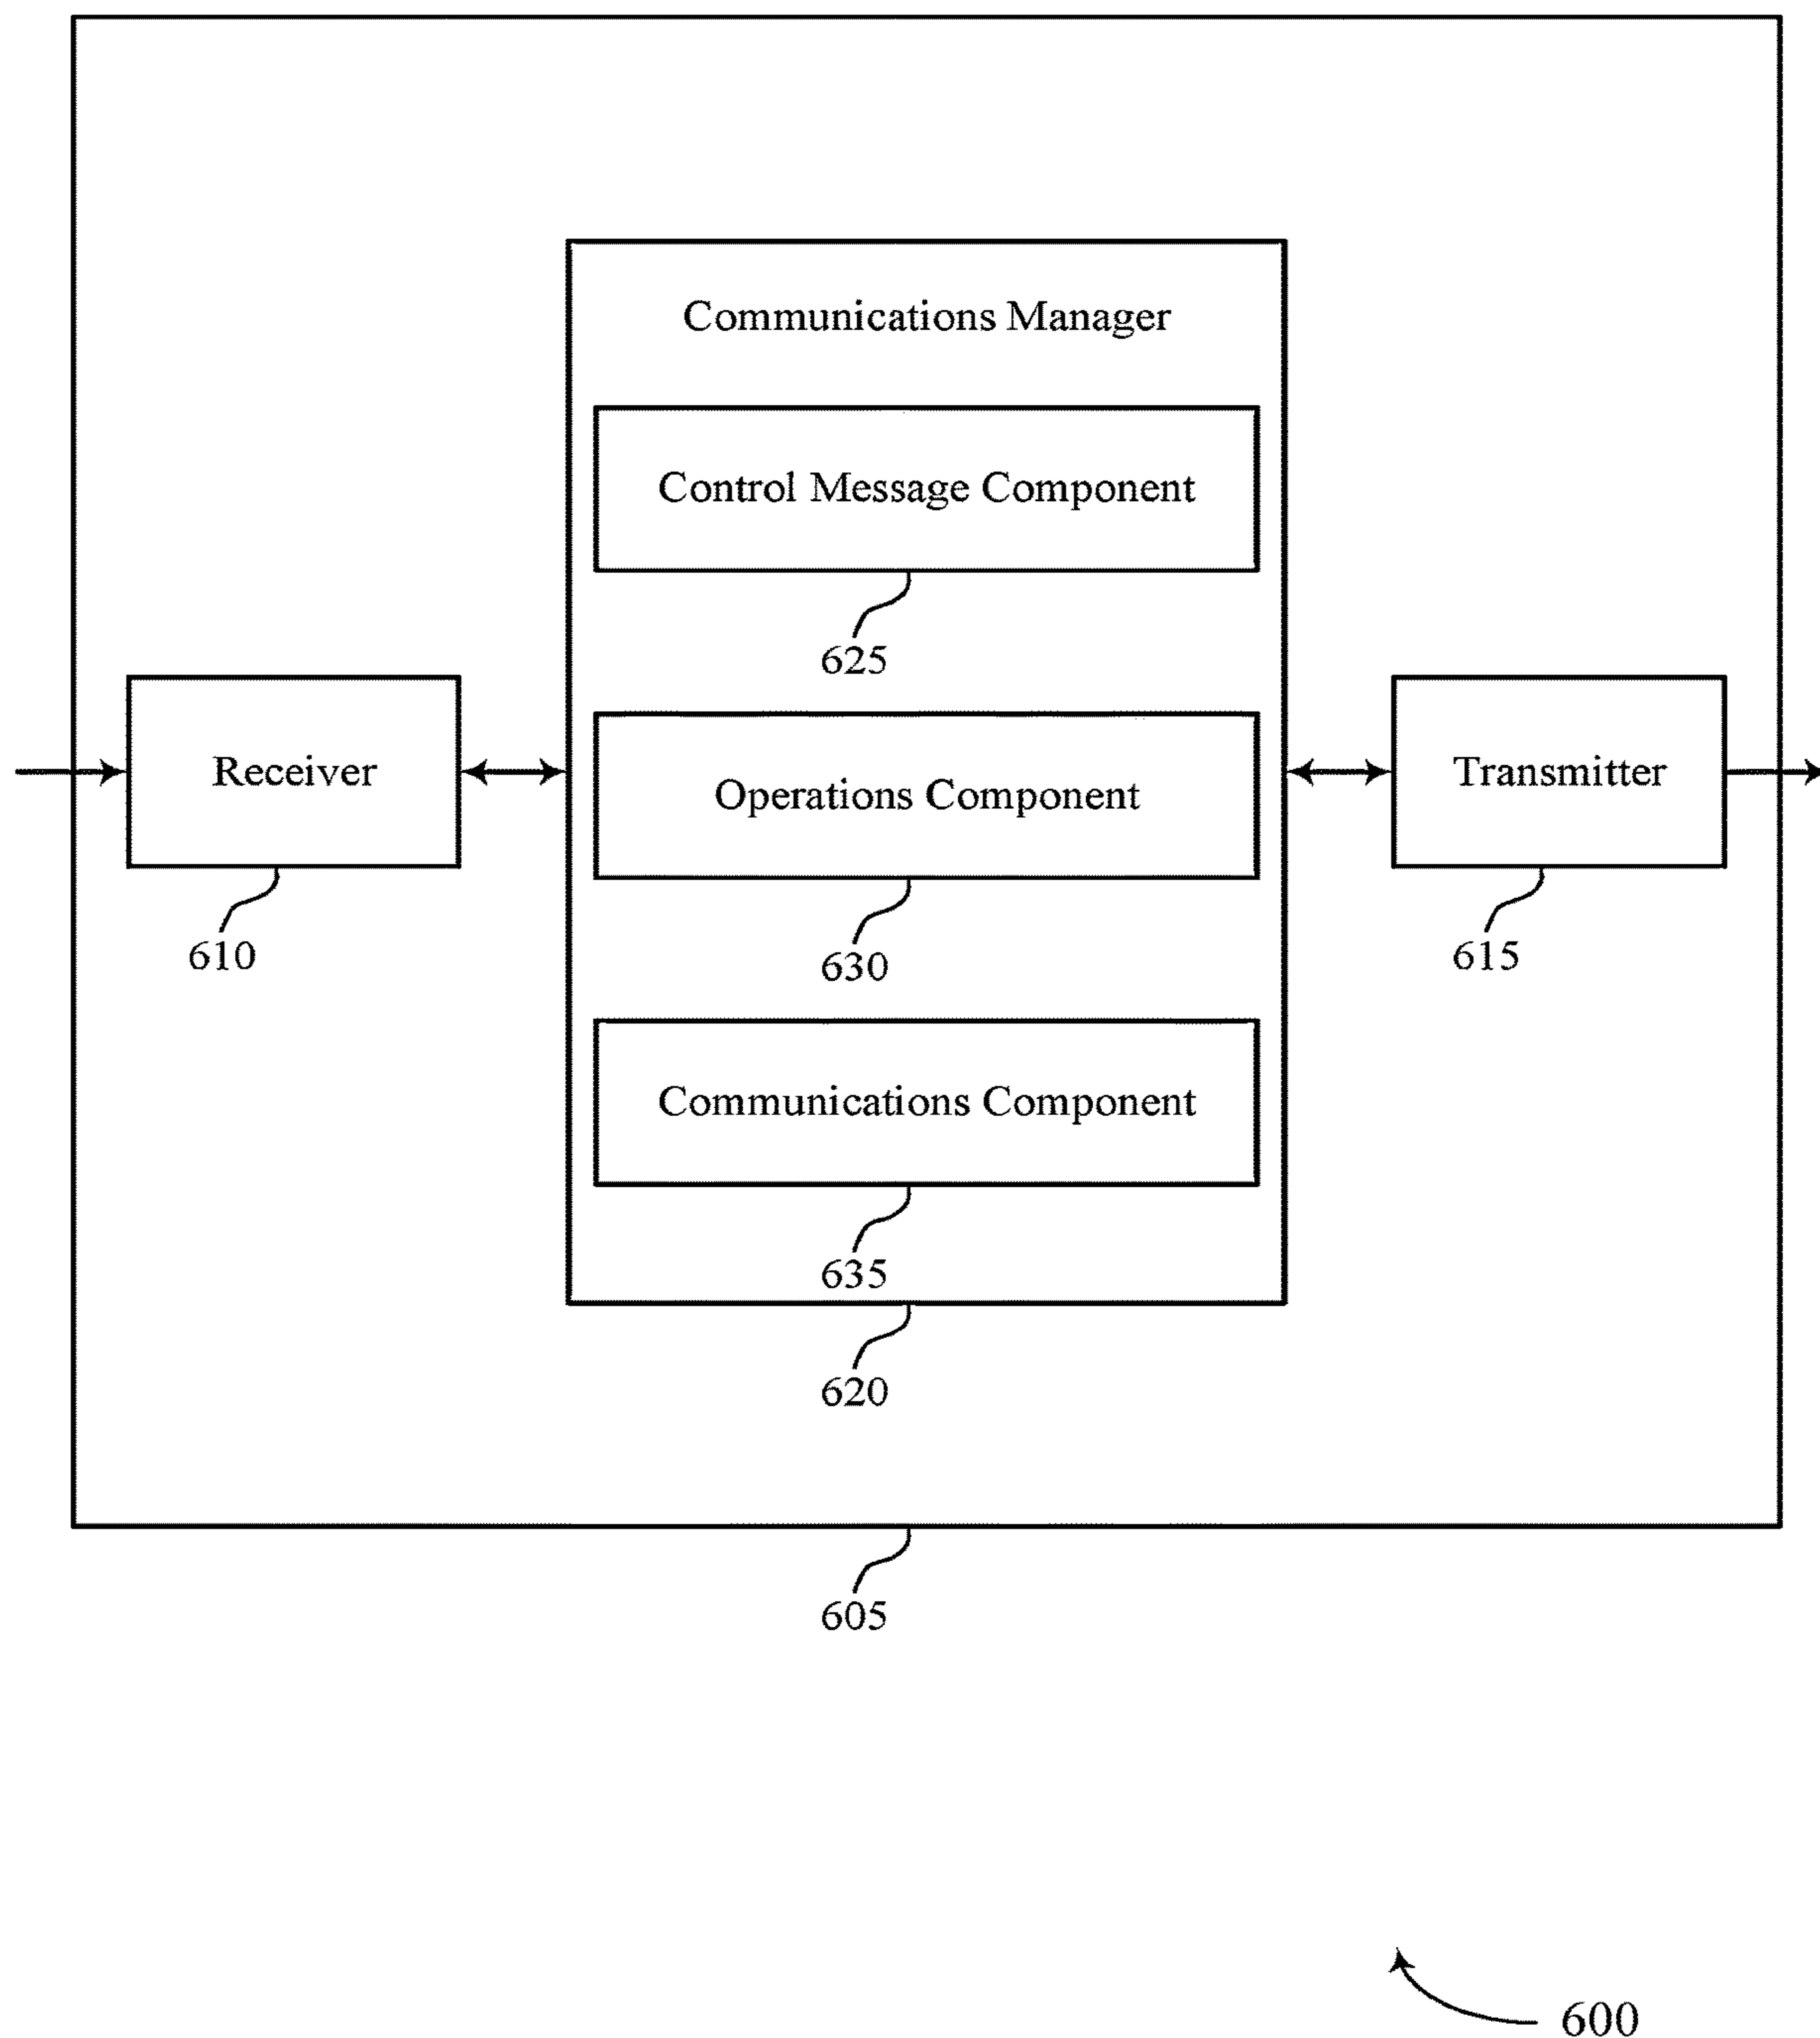 Communications Manager
Control Message Component
625
Receiver
Transmitter
Operations Component
610
630
615
Communications Component
635
620
605
600